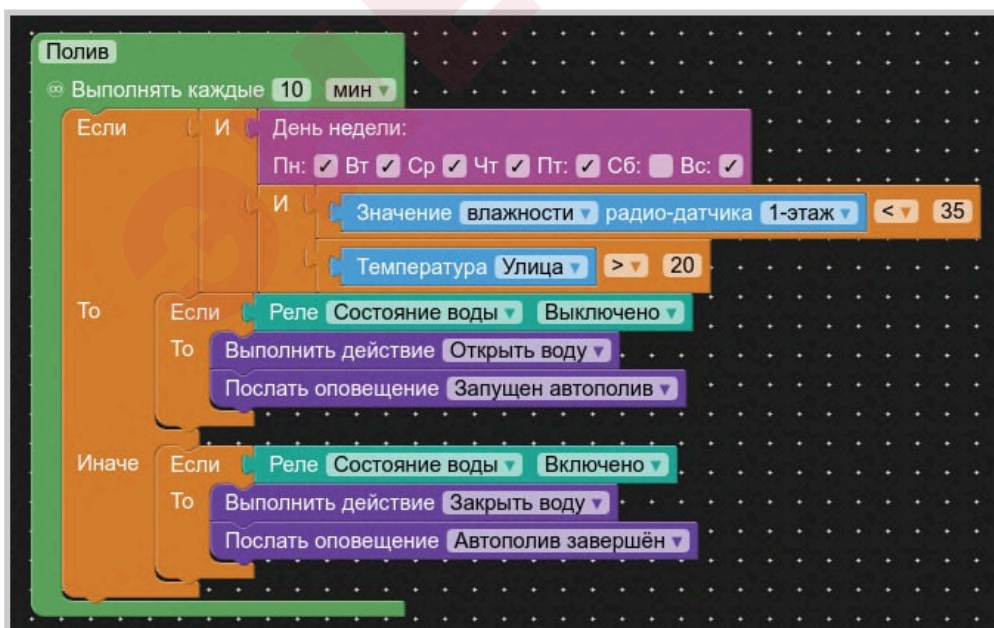 Полив
Выполнять каждые 10 мин
Если И День недели:
Пн: Вт Ср Чт Пт: Сб: Вс:
И Значение влажности радио-датчика 1-этаж < 35
Температура Улица > 20
То Если Реле Состояние воды Выключено
То Выполнить действие Открыть воду
Послать оповещение Запущен автополив
Иначе Если Реле Состояние воды Включено
То Выполнить действие Закрыть воду
Послать оповещение Автополив завершён